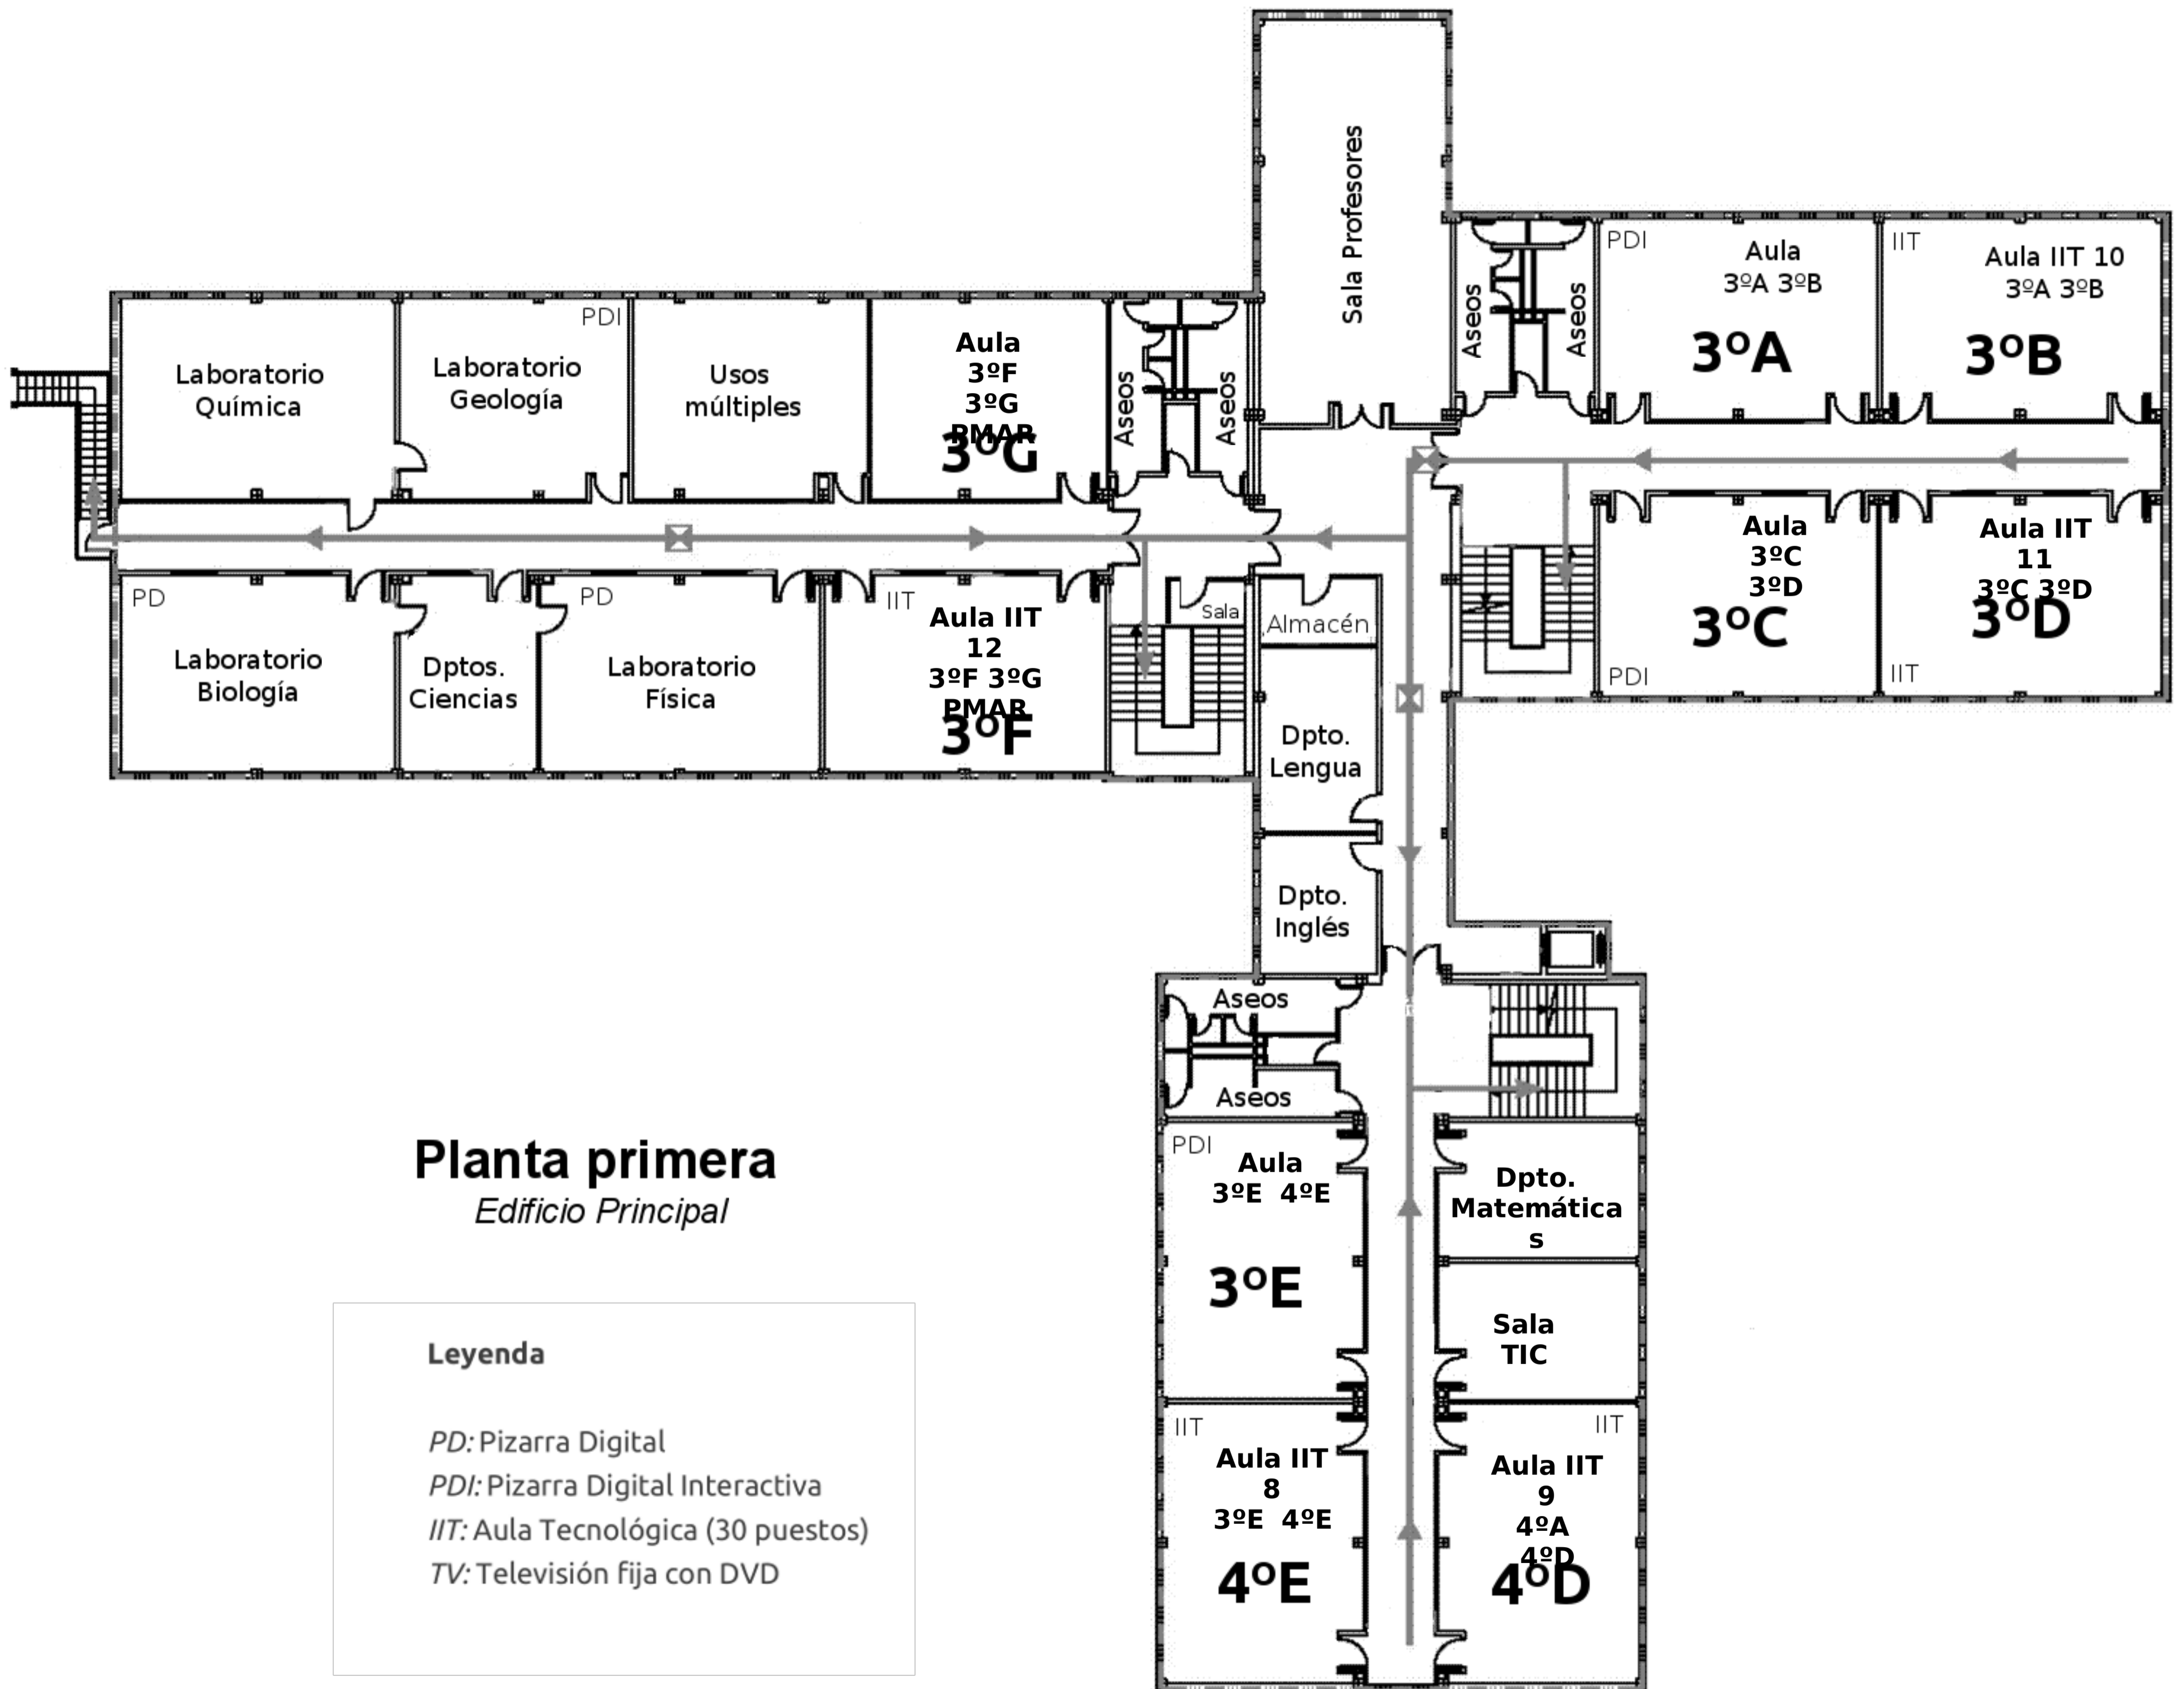 Sala Profesores
Aseos
Aseos
PDI
Aula
3ºA 3ºB
3ºA
IIT
Aula IIT 10
3ºA 3ºB
3ºB
Laboratorio
Química
PDI
Laboratorio
Geología
Usos
múltiples
Aula
3ºF
3ºG
PMAR
3ºG
Aseos
Aseos
Aula
3ºC
3ºD
3ºC
PDI
Aula IIT
11
3ºC 3ºD
3ºD
IIT
PD
Laboratorio
Biología
Dptos.
Ciencias
PD
Laboratorio
Física
IIT
Aula IIT
12
3ºF 3ºG
PMAR
3ºF
Sala
Almacén
Dpto.
Lengua
Dpto.
Inglés
Aseos
Aseos
PDI
Aula
3ºE 4ºE
3ºE
Dpto.
Matemática
s
Sala
TIC
IIT
Aula IIT
8
3ºE 4ºE
4ºE
IIT
Aula IIT
9
4ºA
4ºD
4ºD
Planta primera
Edificio Principal
Leyenda
PD: Pizarra Digital
PDI: Pizarra Digital Interactiva
IIT: Aula Tecnológica (30 puestos)
TV: Televisión fija con DVD